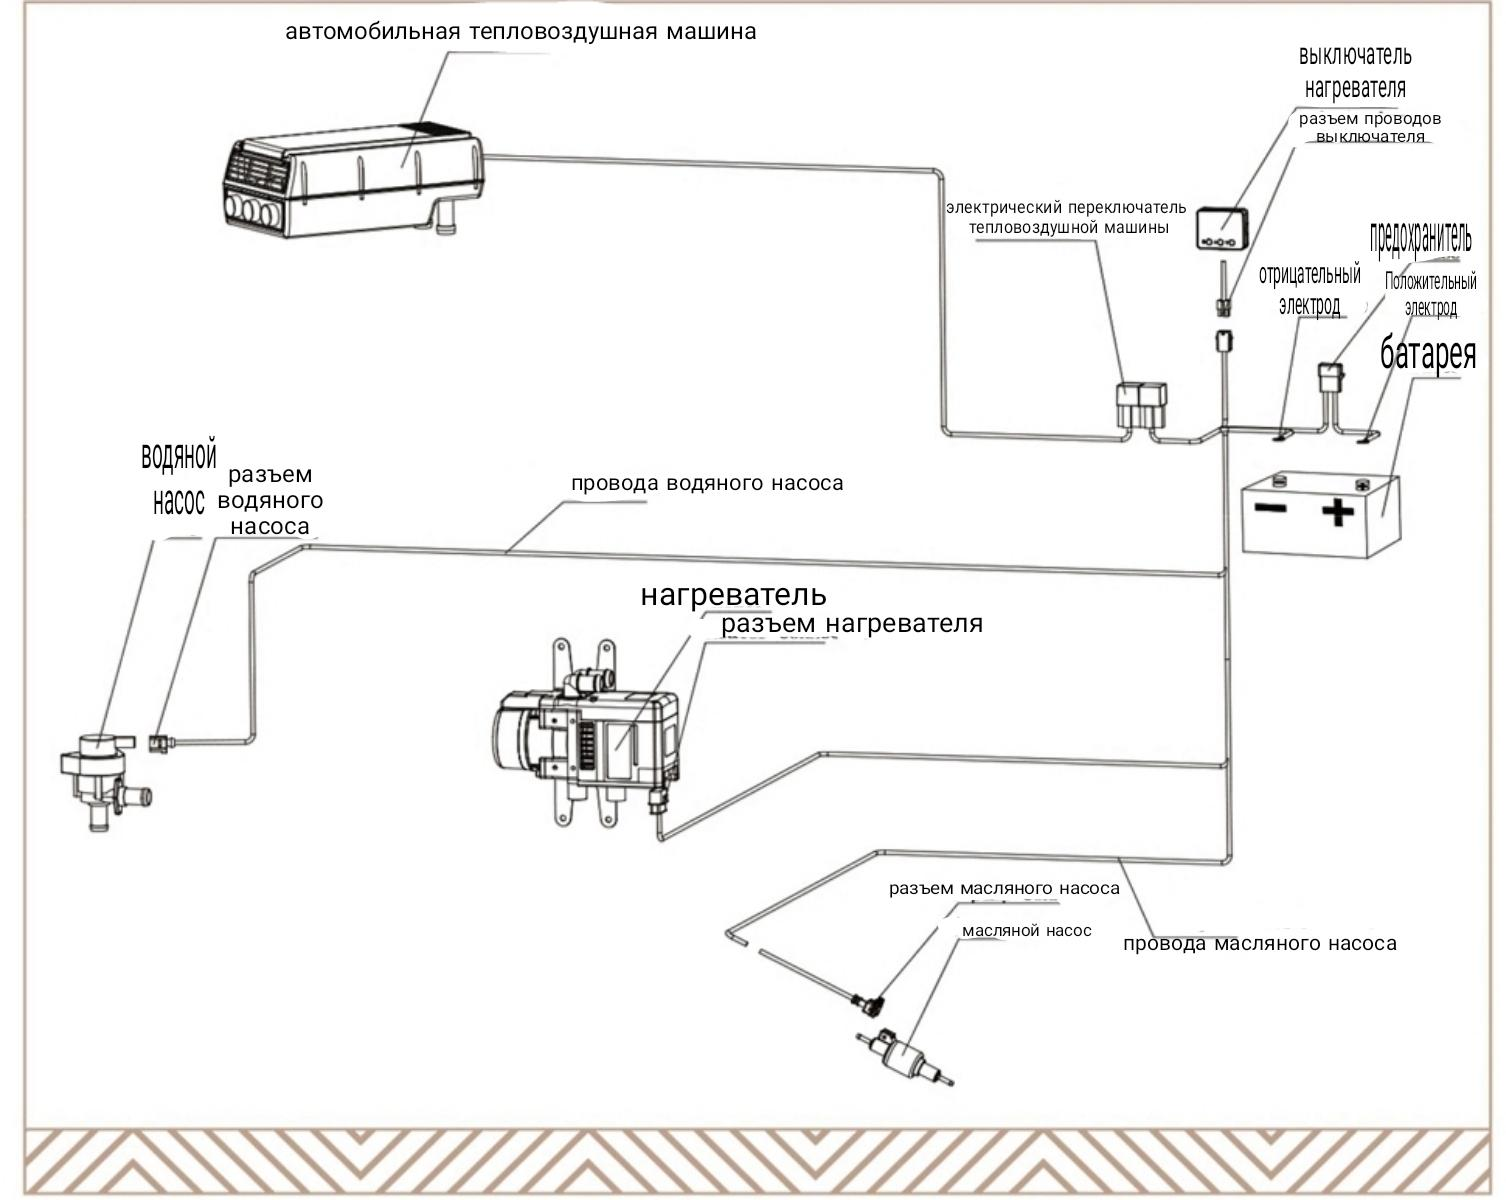 автомобильная тепловоздушная машина
выключатель
нагревателя
разъем проводов
выключателя
электрический переключатель
тепловоздушной машины
предохранитель
отрицательный
электрод
Положительный
электрод
батарея
водяной
насос
разъем
водяного
насоса
провода водяного насоса
нагреватель
разъем нагревателя
разъем масляного насоса
масляной насос
провода масляного насоса